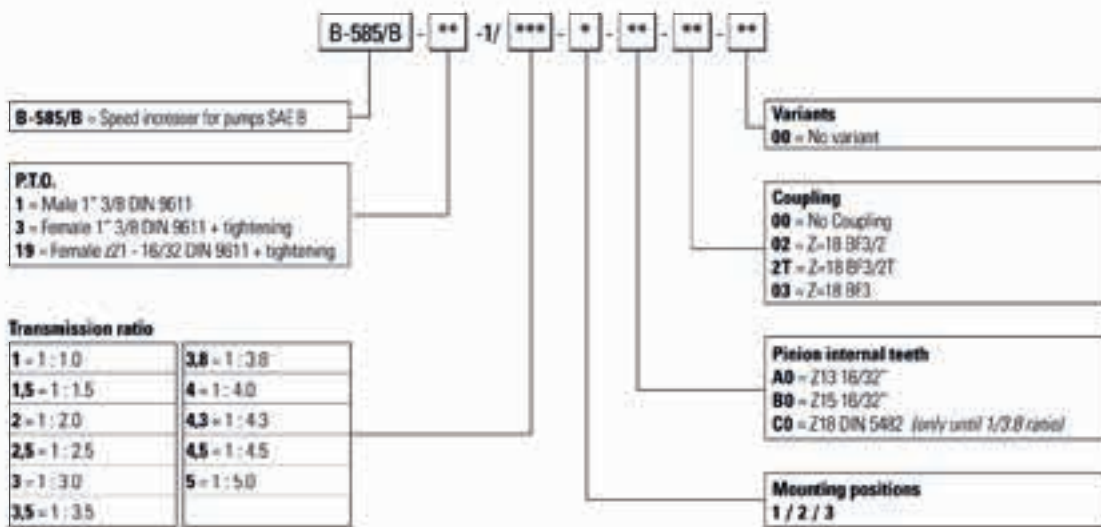 B-585/B - ** -1/ *** - * - ** - ** - **
B-585/B = Speed increaser for pumps SAE B
P.T.O.
1 = Male 1" 3/8 DIN 9611
3 = Female 1" 3/8 DIN 9611 + tightening
19 = Female z21 - 16/32 DIN 9611 + tightening
Transmission ratio
1 = 1 : 1.0
1,5 = 1 : 1.5
2 = 1 : 2.0
2,5 = 1 : 2.5
3 = 1 : 3.0
3,5 = 1 : 3.5
3,8 = 1 : 3.8
4 = 1 : 4.0
4,3 = 1 : 4.3
4,5 = 1 : 4.5
5 = 1 : 5.0
Variants
00 = No variant
Coupling
00 = No Coupling
02 = Z=18 BF3/2
2T = Z=18 BF3/2T
03 = Z=18 BF3
Pinion internal teeth
A0 = Z13 16/32"
B0 = Z15 16/32"
C0 = Z18 DIN 5482 (only until 1/3.8 ratio)
Mounting positions
1 / 2 / 3